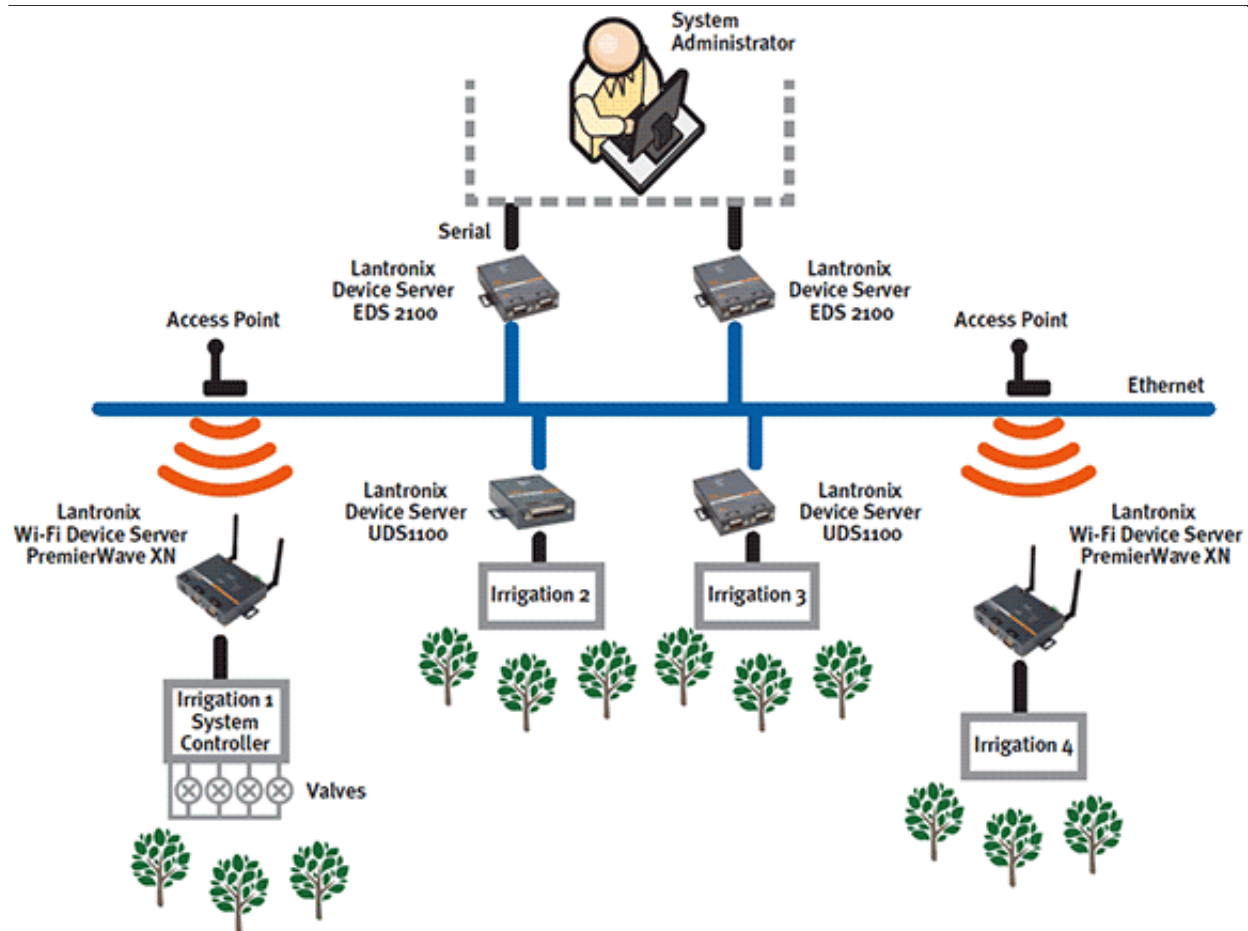 System
Administrator
Serial
Lantronix
Device Server
EDS 2100
Lantronix
Device Server
EDS 2100
Access Point
Access Point
Ethernet
Lantronix
Wi-Fi Device Server
PremierWave XN
Lantronix
Device Server
UDS1100
Lantronix
Device Server
UDS1100
Lantronix
Wi-Fi Device Server
PremierWave XN
Irrigation 2
Irrigation 3
Irrigation 1
System
Controller
Irrigation 4
Valves